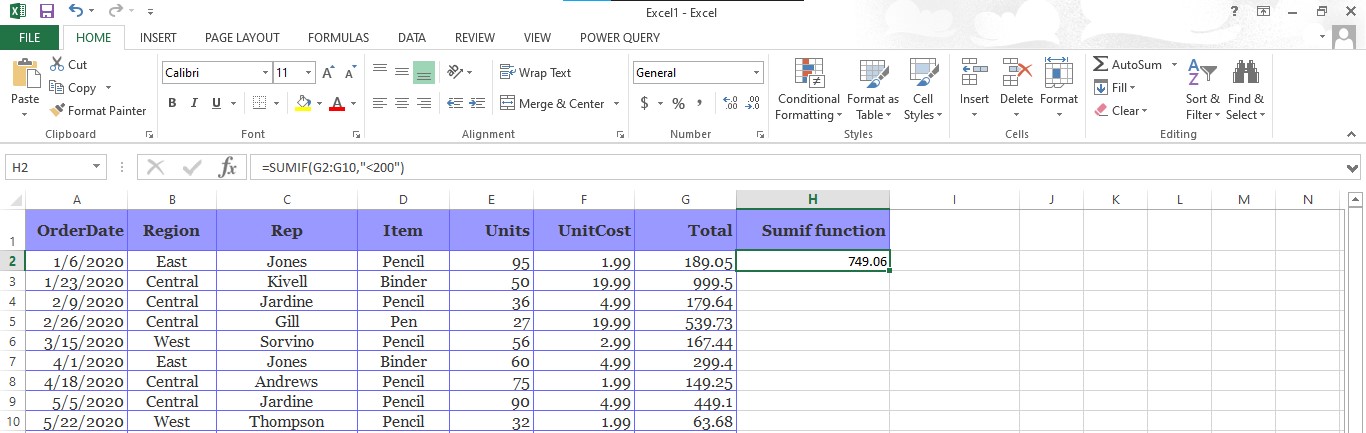 Excel1 - Excel
FILE HOME INSERT PAGE LAYOUT FORMULAS DATA REVIEW VIEW POWER QUERY
Cut
Copy
Format Painter
Paste
Clipboard
Calibri 11
B I U
Font
Wrap Text
Merge & Center
Alignment
General
$ % ,
Number
Conditional Formatting
Format as Table
Cell Styles
Styles
Insert Delete Format
Cells
AutoSum
Fill
Clear
Sort & Filter
Find & Select
Editing
H2 fx =SUMIF(G2:G10,"<200")
A B C D E F G H I J K L M N
1 OrderDate Region Rep Item Units UnitCost Total Sumif function
2 1/6/2020 East Jones Pencil 95 1.99 189.05 749.06
3 1/23/2020 Central Kivell Binder 50 19.99 999.5
4 2/9/2020 Central Jardine Pencil 36 4.99 179.64
5 2/26/2020 Central Gill Pen 27 19.99 539.73
6 3/15/2020 West Sorvino Pencil 56 2.99 167.44
7 4/1/2020 East Jones Binder 60 4.99 299.4
8 4/18/2020 Central Andrews Pencil 75 1.99 149.25
9 5/5/2020 Central Jardine Pencil 90 4.99 449.1
10 5/22/2020 West Thompson Pencil 32 1.99 63.68